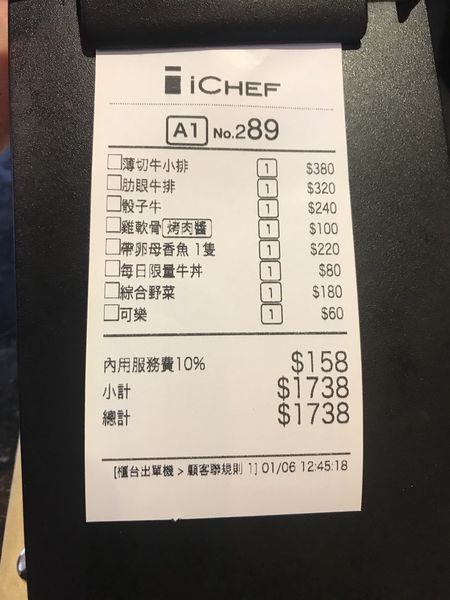 iCHEF
A1 No.289
薄切牛小排 1 $380
肋眼牛排 1 $320
骰子牛 1 $240
雞軟骨 烤肉醬 1 $100
帶卵母香魚 1隻 1 $220
每日限量牛丼 1 $80
綜合野菜 1 $180
可樂 1 $60
內用服務費10% $158
小計 $1738
總計 $1738
[櫃台出單機 > 顧客聯規則 1] 01/06 12:45:18